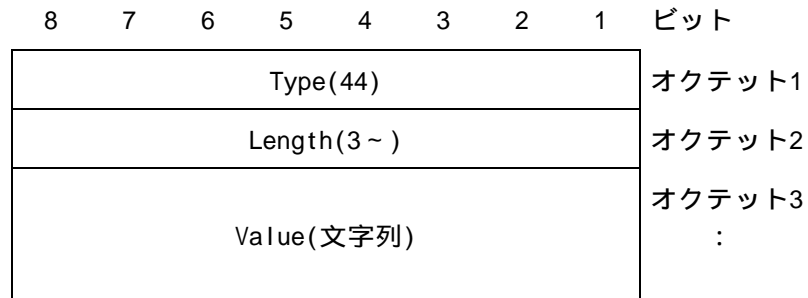 8 7 6 5 4 3 2 1 ビット
Type(44) オクテット1
Length(3~) オクテット2
オクテット3
Value(文字列) :